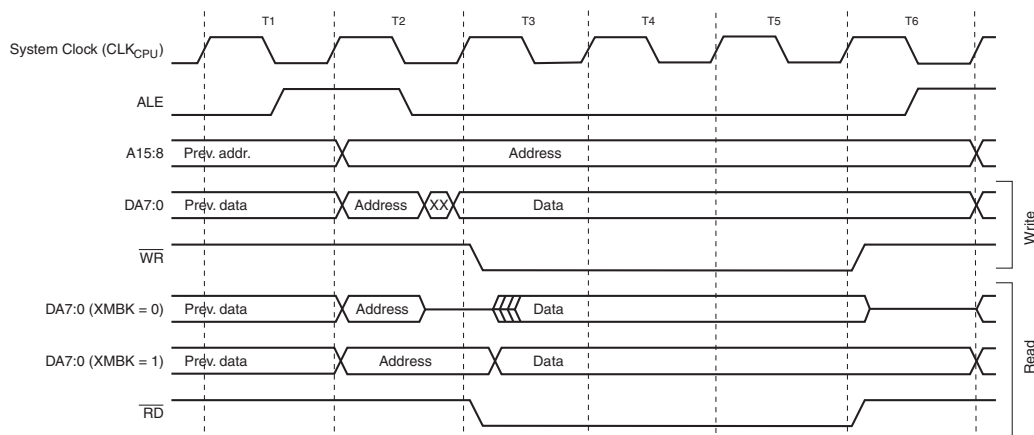 T1 T2 T3 T4 T5 T6
System Clock (CLKCPU)
ALE
A15:8 Prev. addr. Address
DA7:0 Prev. data Address XX Data
WR
Write
DA7:0 (XMBK = 0) Prev. data Address Data
DA7:0 (XMBK = 1) Prev. data Address Data
RD
Read